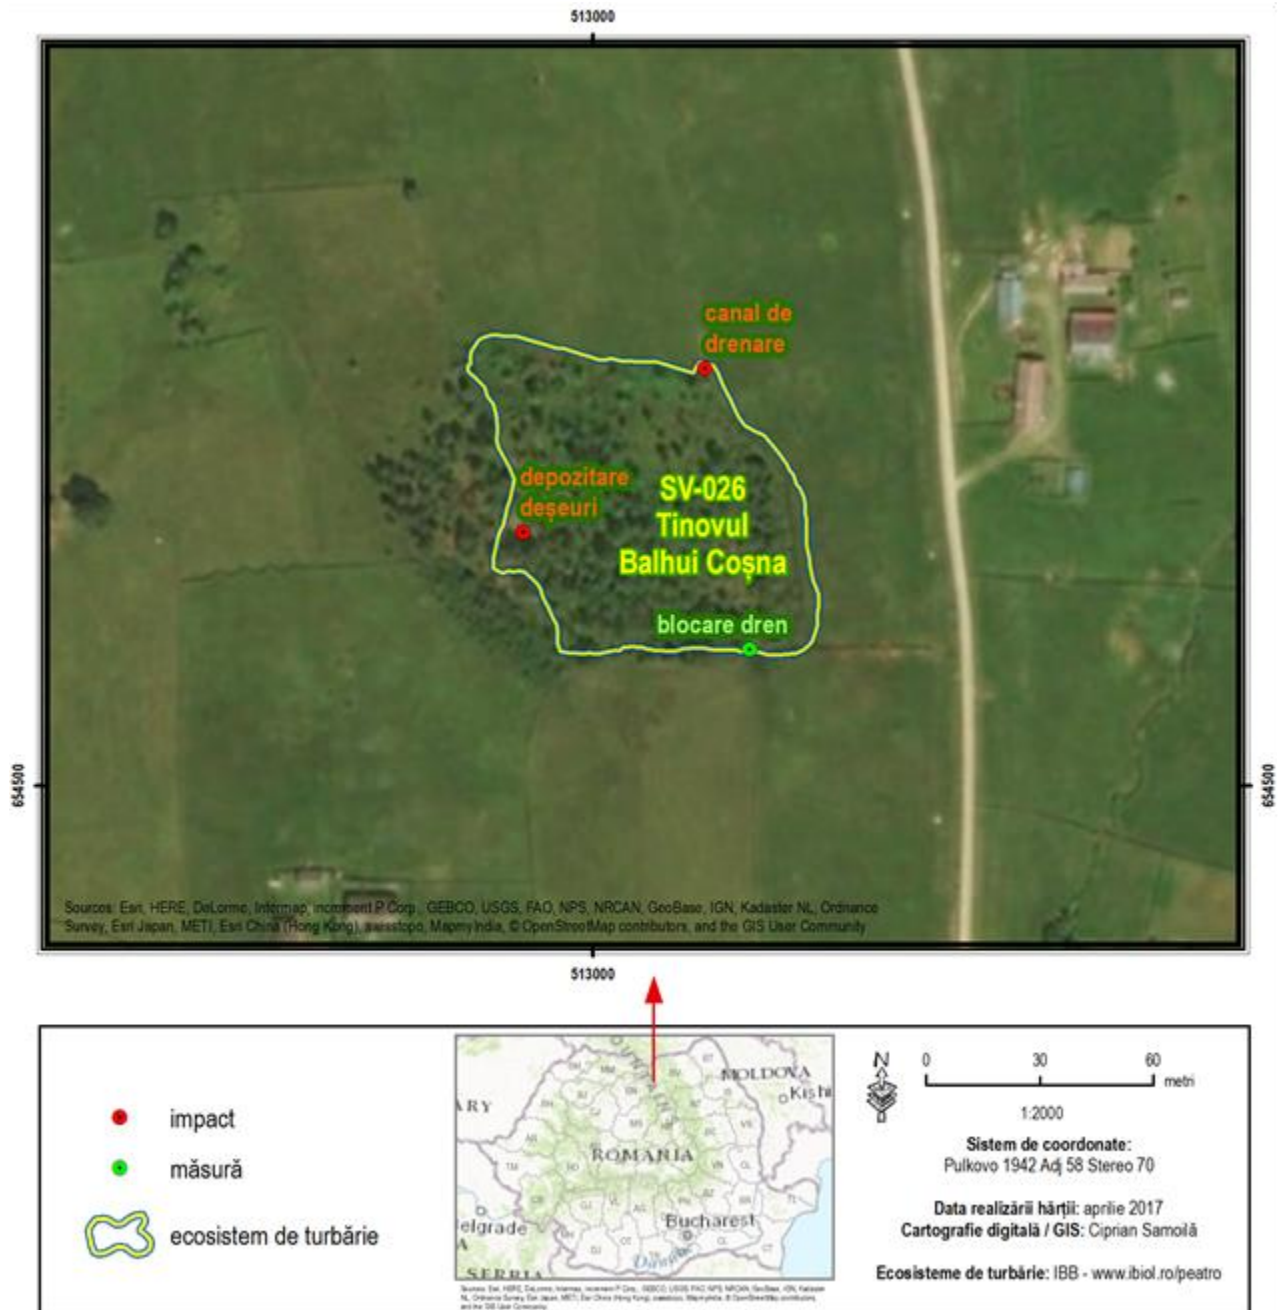 513000
canal de
drenare
depozitare
deșeuri
SV-026
Tinovul
Balhui Coșna
blocare dren
654500
654500
Sources: Esri, HERE, DeLorme, Intermap, increment P Corp., GEBCO, USGS, FAO, NPS, NRCAN, GeoBase, IGN, Kadaster NL, Ordnance
Survey, Esri Japan, METI, Esri China (Hong Kong), swisstopo, MapmyIndia, © OpenStreetMap contributors, and the GIS User Community
513000
impact
măsură
ecosistem de turbărie
MOLDOVA
Kishi
ARY
ROMANIA
elgrade
Bucharest
Danube
SERBIA
N
0 30 60
metri
1:2000
Sistem de coordonate:
Pulkovo 1942 Adj 58 Stereo 70
Data realizării hărții: aprilie 2017
Cartografie digitală / GIS: Ciprian Samoilă
Ecosisteme de turbărie: IBB - www.ibiol.ro/peatro